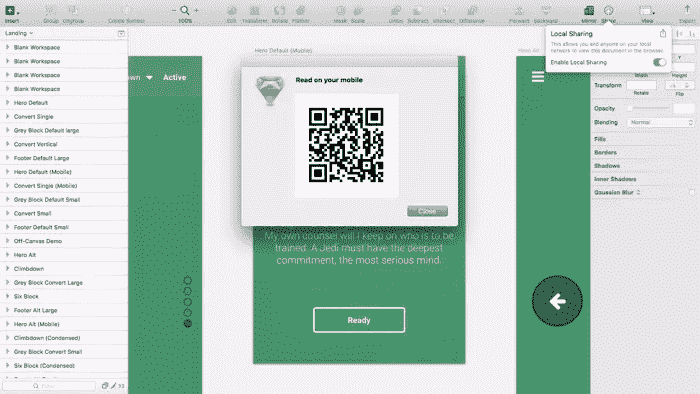 Insert
Group
Ungroup
Create Symbol
100%
Edit
Transform
Rotate
Flatten
Mask
Scale
Union
Subtract
Intersect
Difference
Forward
Backward
Mirror
Share
View
Landing
Blank Workspace
Blank Workspace
Blank Workspace
Blank Workspace
Hero Default
Convert Single
Grey Block Default large
Convert Vertical
Footer Default Large
Hero Default (Mobile)
Convert Single (Mobile)
Grey Block Default Small
Convert Small
Footer Default Small
Off-Canvas Demo
Hero Alt
Climbdown
Grey Block Convert Large
Six Block
Footer Alt Large
Hero Alt (Mobile)
Climbdown (Condensed)
Grey Block Convert Small
Six Block (Condensed)
Filter
Active
Hero Default (Mobile)
Read on your mobile
Close
My own counsel will I keep on who is to be
trained. A Jedi must have the deepest
commitment, the most serious mind.
Ready
Local Sharing
This allows you and anyone on your local
network to view this document in the browser.
Enable Local Sharing
Width
Height
Transform
Rotate
Flip
Opacity
Blending
Normal
Fills
Borders
Shadows
Inner Shadows
Gaussian Blur